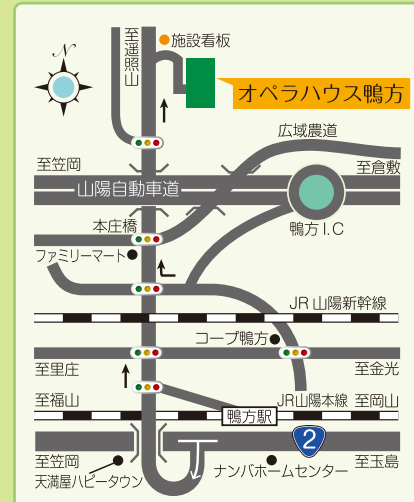 N
至遥照山
施設看板
オペラハウス鴨方
広域農道
至笠岡
至倉敷
山陽自動車道
鴨方 I.C
本庄橋
ファミリーマート
JR 山陽新幹線
コープ鴨方
至里庄
至金光
至福山
JR山陽本線
至岡山
鴨方駅
2
至笠岡
至玉島
天満屋ハピータウン
ナンバホームセンター